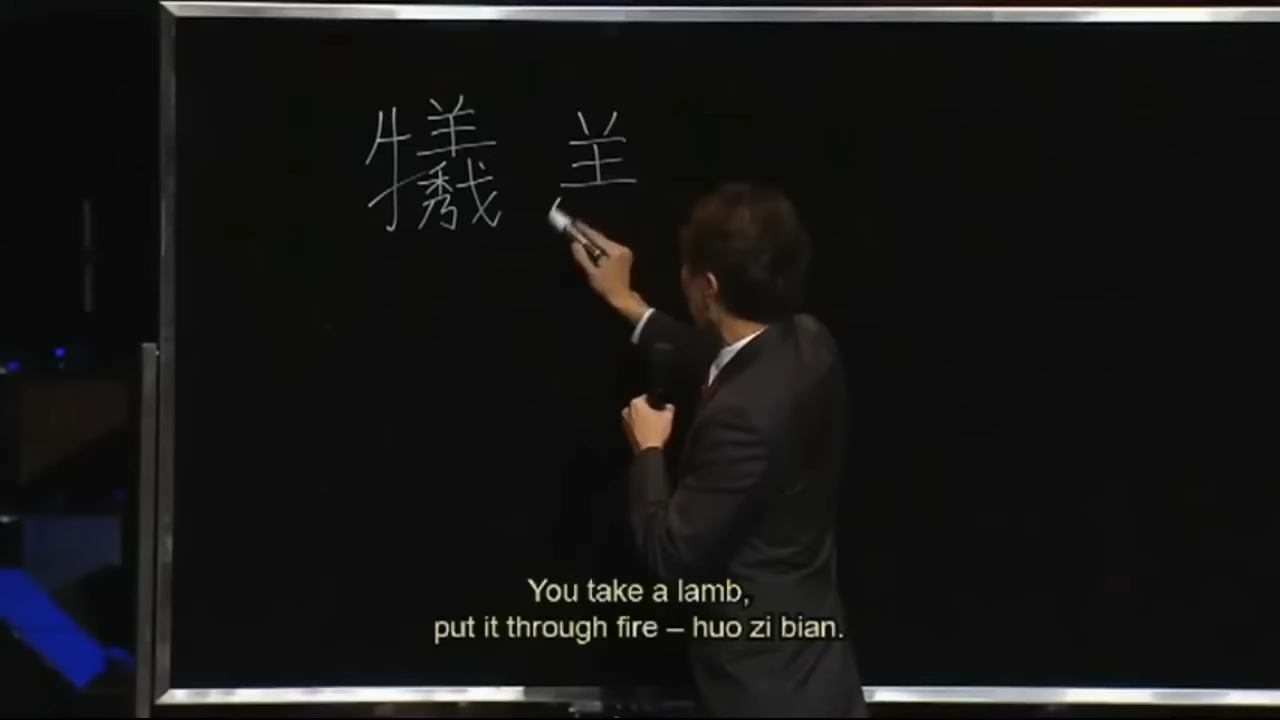 犧 𦍌
You take a lamb,
put it through fire – huo zi bian.